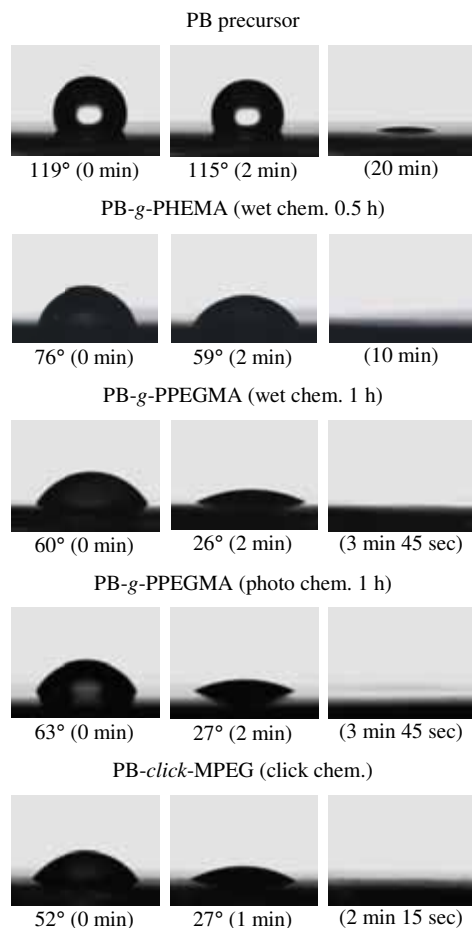 PB precursor
119° (0 min) 115° (2 min) (20 min)
PB-g-PHEMA (wet chem. 0.5 h)
76° (0 min) 59° (2 min) (10 min)
PB-g-PPEGMA (wet chem. 1 h)
60° (0 min) 26° (2 min) (3 min 45 sec)
PB-g-PPEGMA (photo chem. 1 h)
63° (0 min) 27° (2 min) (3 min 45 sec)
PB-click-MPEG (click chem.)
52° (0 min) 27° (1 min) (2 min 15 sec)